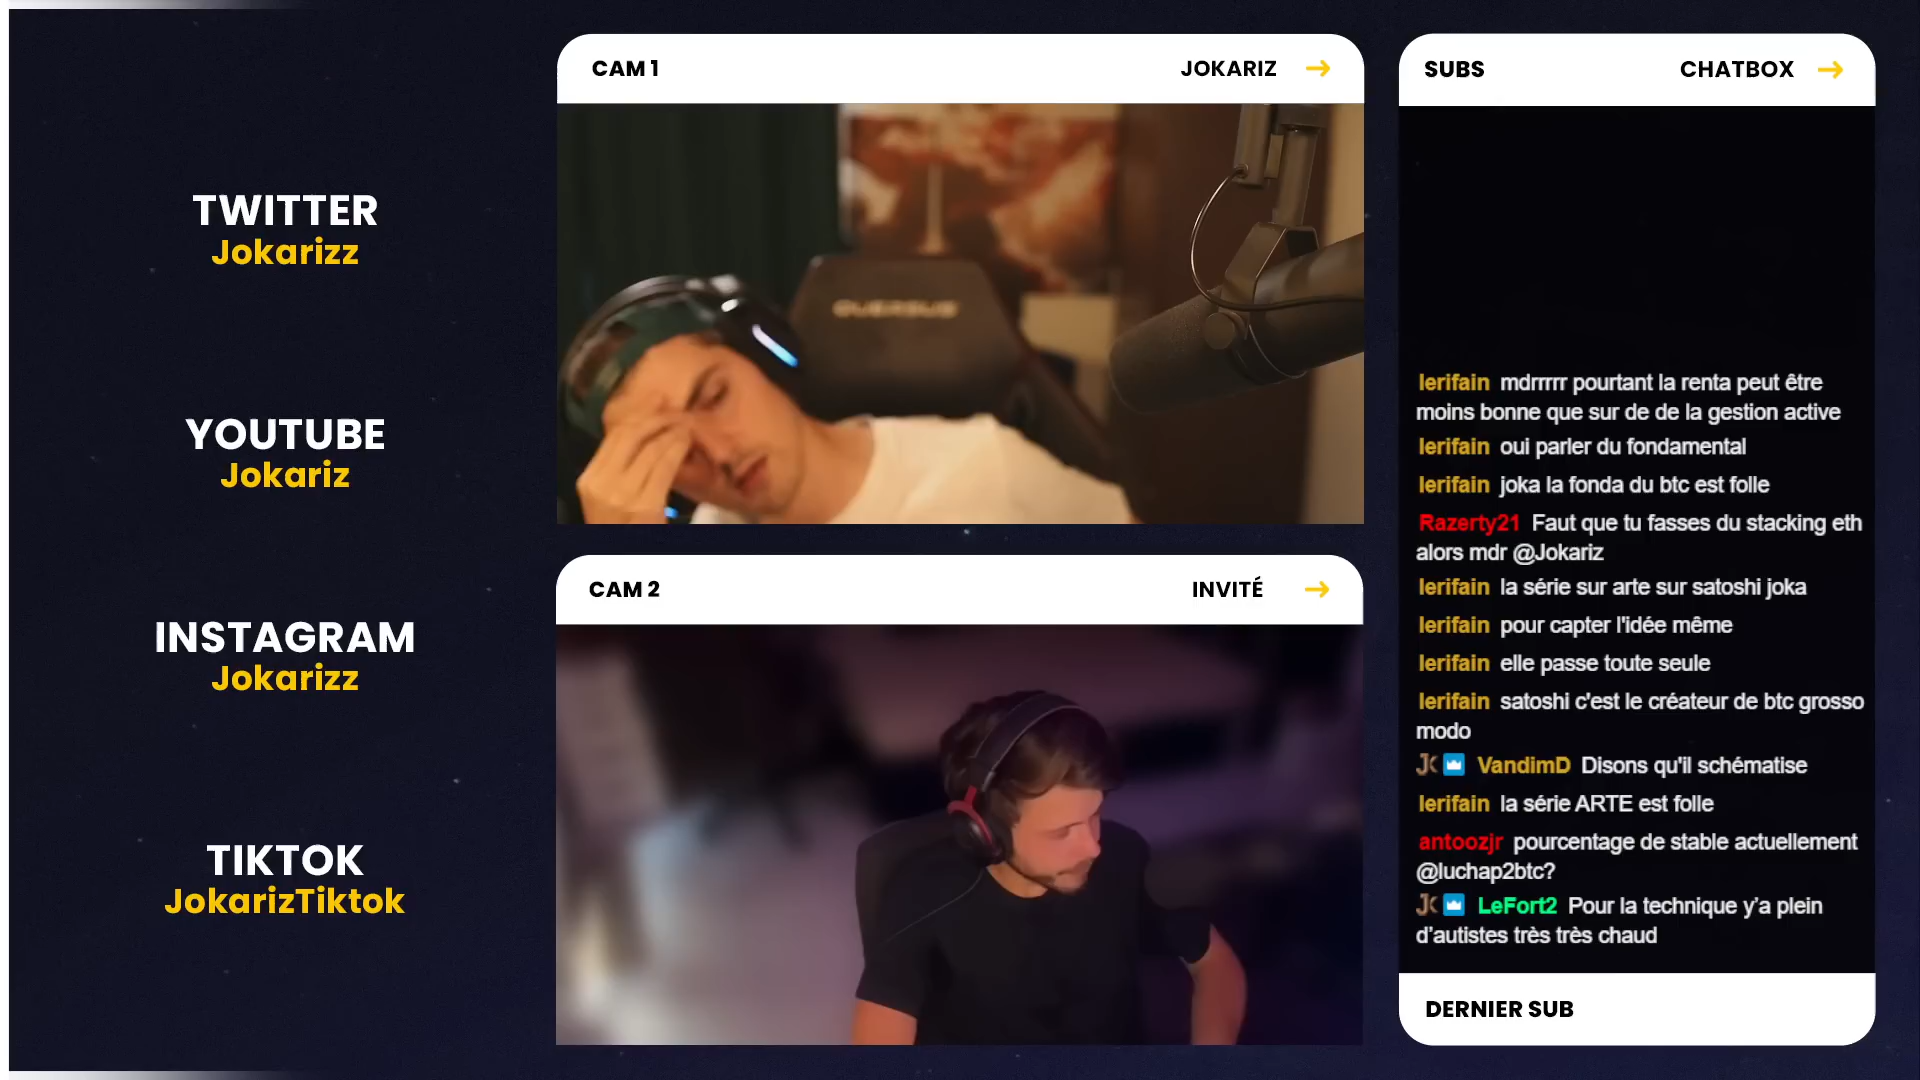 TWITTER
Jokarizz
YOUTUBE
Jokariz
INSTAGRAM
Jokarizz
TIKTOK
JokarizTiktok
CAM 1
JOKARIZ
CAM 2
INVITÉ
SUBS
CHATBOX
lerifain mdrrrrr pourtant la renta peut être
moins bonne que sur de de la gestion active
lerifain oui parler du fondamental
lerifain joka la fonda du btc est folle
Razerty21 Faut que tu fasses du stacking eth
alors mdr @Jokariz
lerifain la série sur arte sur satoshi joka
lerifain pour capter l'idée même
lerifain elle passe toute seule
lerifain satoshi c'est le créateur de btc grosso
modo
JK VandimD Disons qu'il schématise
lerifain la série ARTE est folle
antoozjr pourcentage de stable actuellement
@luchap2btc?
JK LeFort2 Pour la technique y'a plein
d'autistes très très chaud
DERNIER SUB